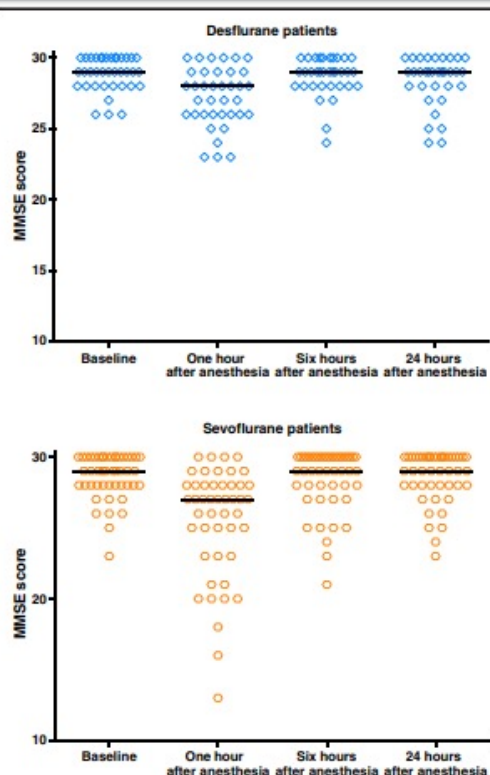 Desflurane patients
30
25
20
15
10
MMSE score
Baseline
One hour
after anesthesia
Six hours
after anesthesia
24 hours
after anesthesia
Sevoflurane patients
30
20
10
MMSE score
Baseline
One hour
after anesthesia
Six hours
after anesthesia
24 hours
after anesthesia